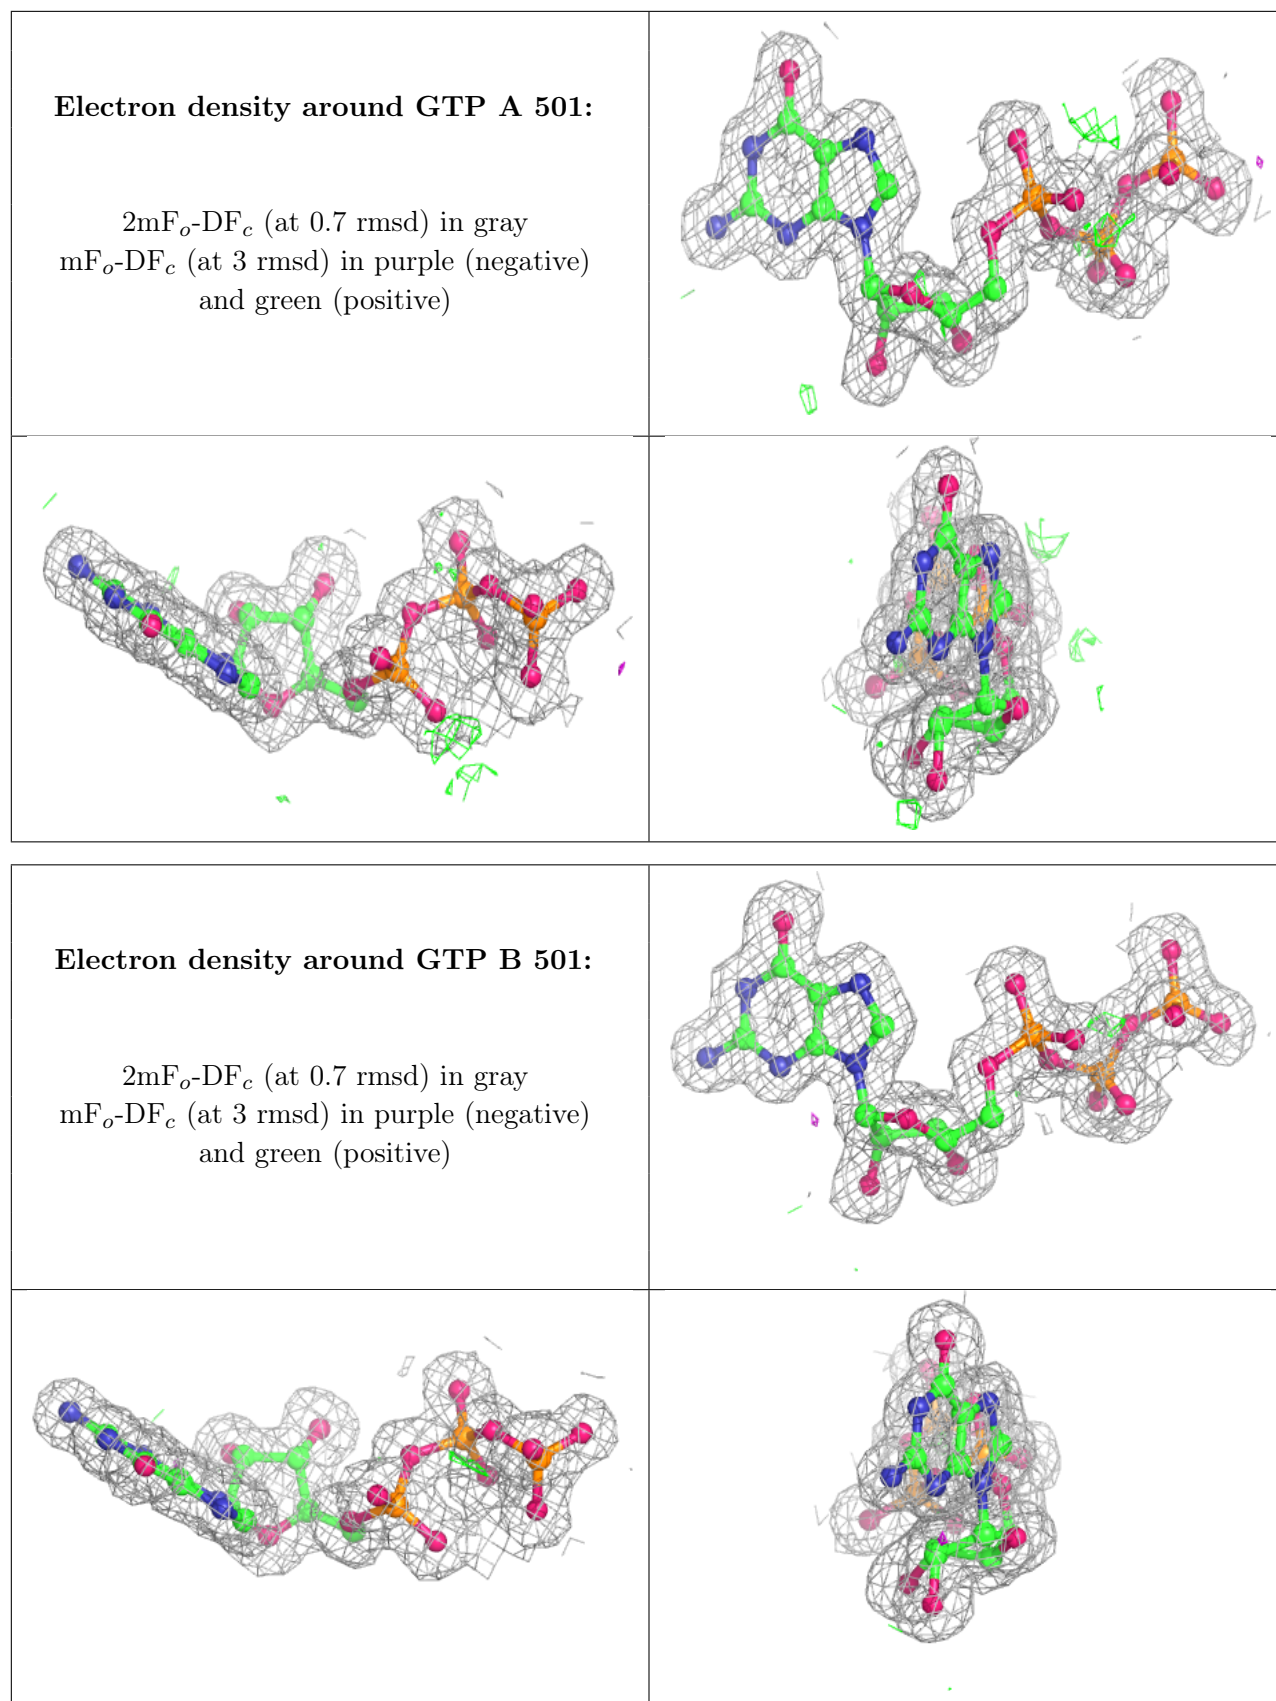 Electron density around GTP A 501:
2mFo-DFc (at 0.7 rmsd) in gray
mFo-DFc (at 3 rmsd) in purple (negative)
and green (positive)
Electron density around GTP B 501:
2mFo-DFc (at 0.7 rmsd) in gray
mFo-DFc (at 3 rmsd) in purple (negative)
and green (positive)